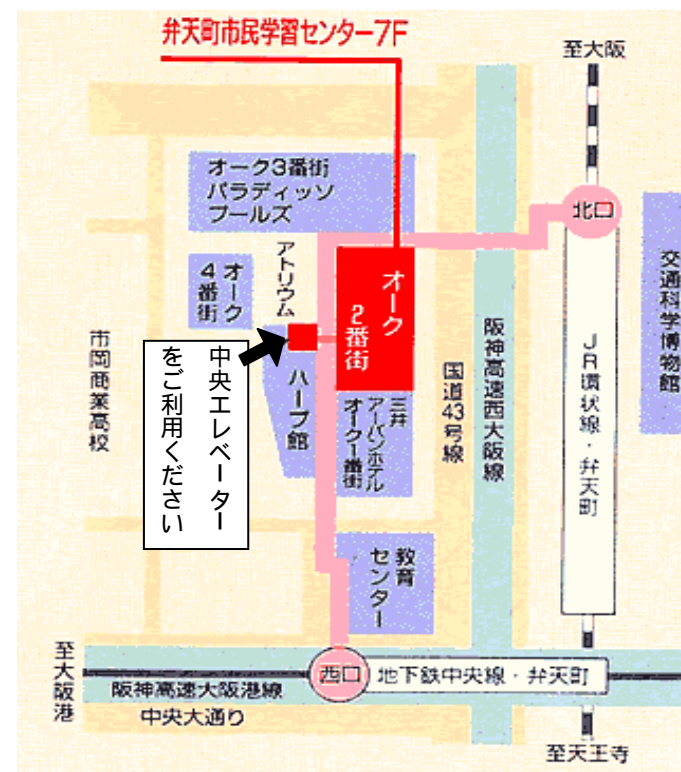 弁天町市民学習センター7F
至大阪
オーク3番街
パラディッソ
プールズ
北口
アトリウム
オーク
4番街
オーク
2番街
交通科学博物館
市岡商業高校
中央エレベーター
をご利用ください
ハーブ館
三井
アーバンホテル
オーク1番街
国道43号線
阪神高速西大阪線
JR環状線・弁天町
教育
センター
至大阪港
西口
地下鉄中央線・弁天町
阪神高速大阪港線
中央大通り
至天王寺